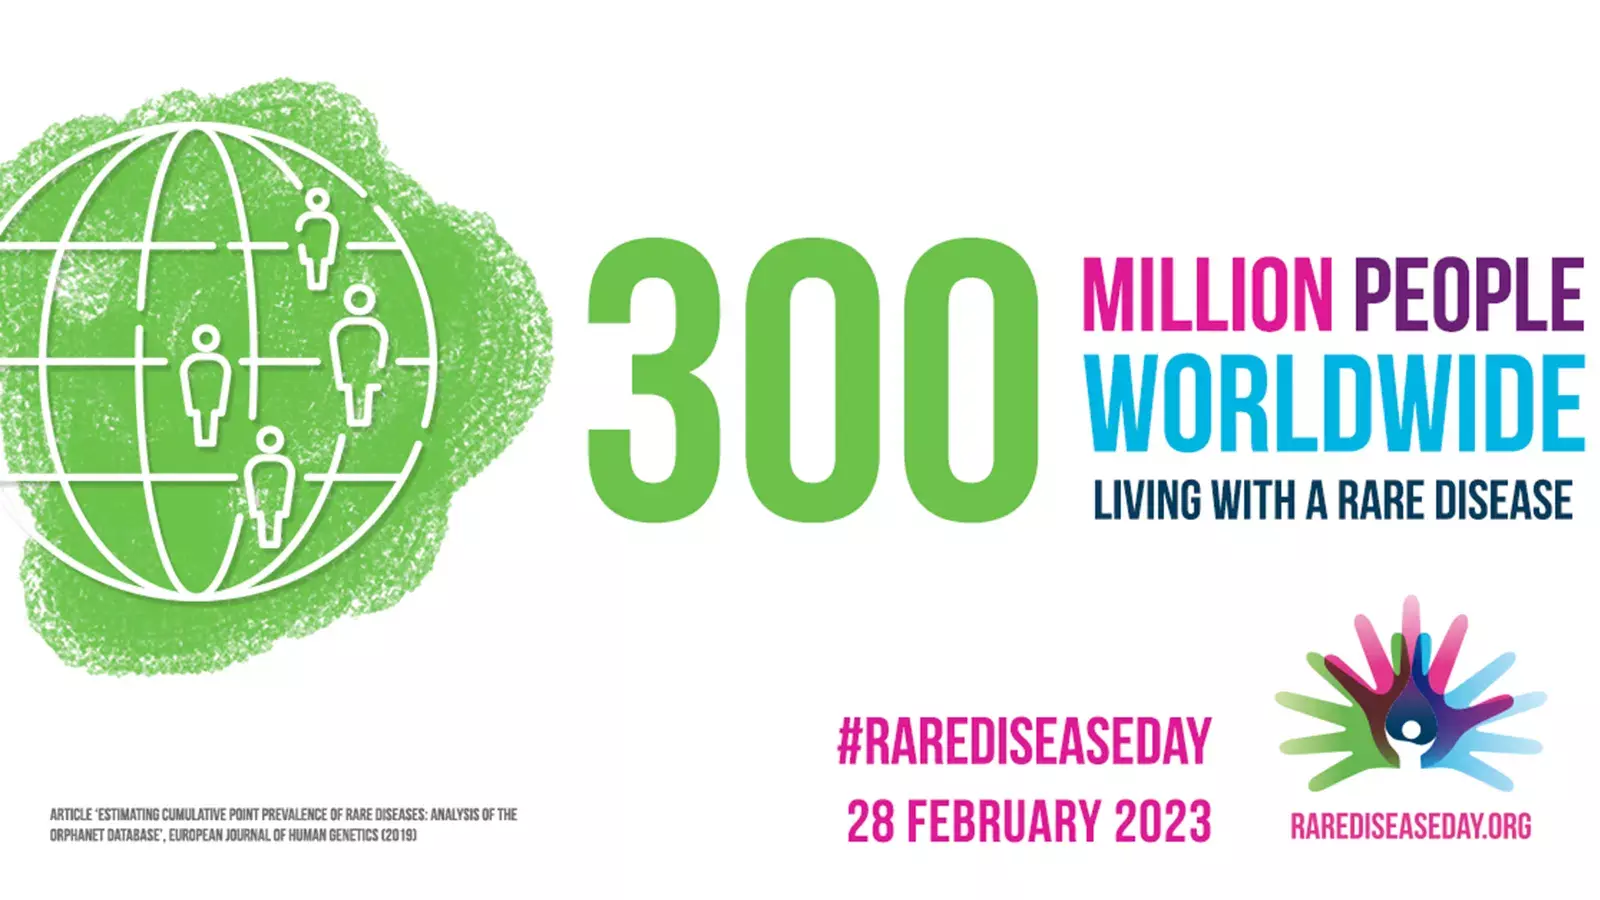 300
MILLION PEOPLE
WORLDWIDE
LIVING WITH A RARE DISEASE
#RAREDISEASEDAY
28 FEBRUARY 2023
RAREDISEASEDAY.ORG
ARTICLE ‘ESTIMATING CUMULATIVE POINT PREVALENCE OF RARE DISEASES: ANALYSIS OF THE
ORPHANET DATABASE’, EUROPEAN JOURNAL OF HUMAN GENETICS (2019)